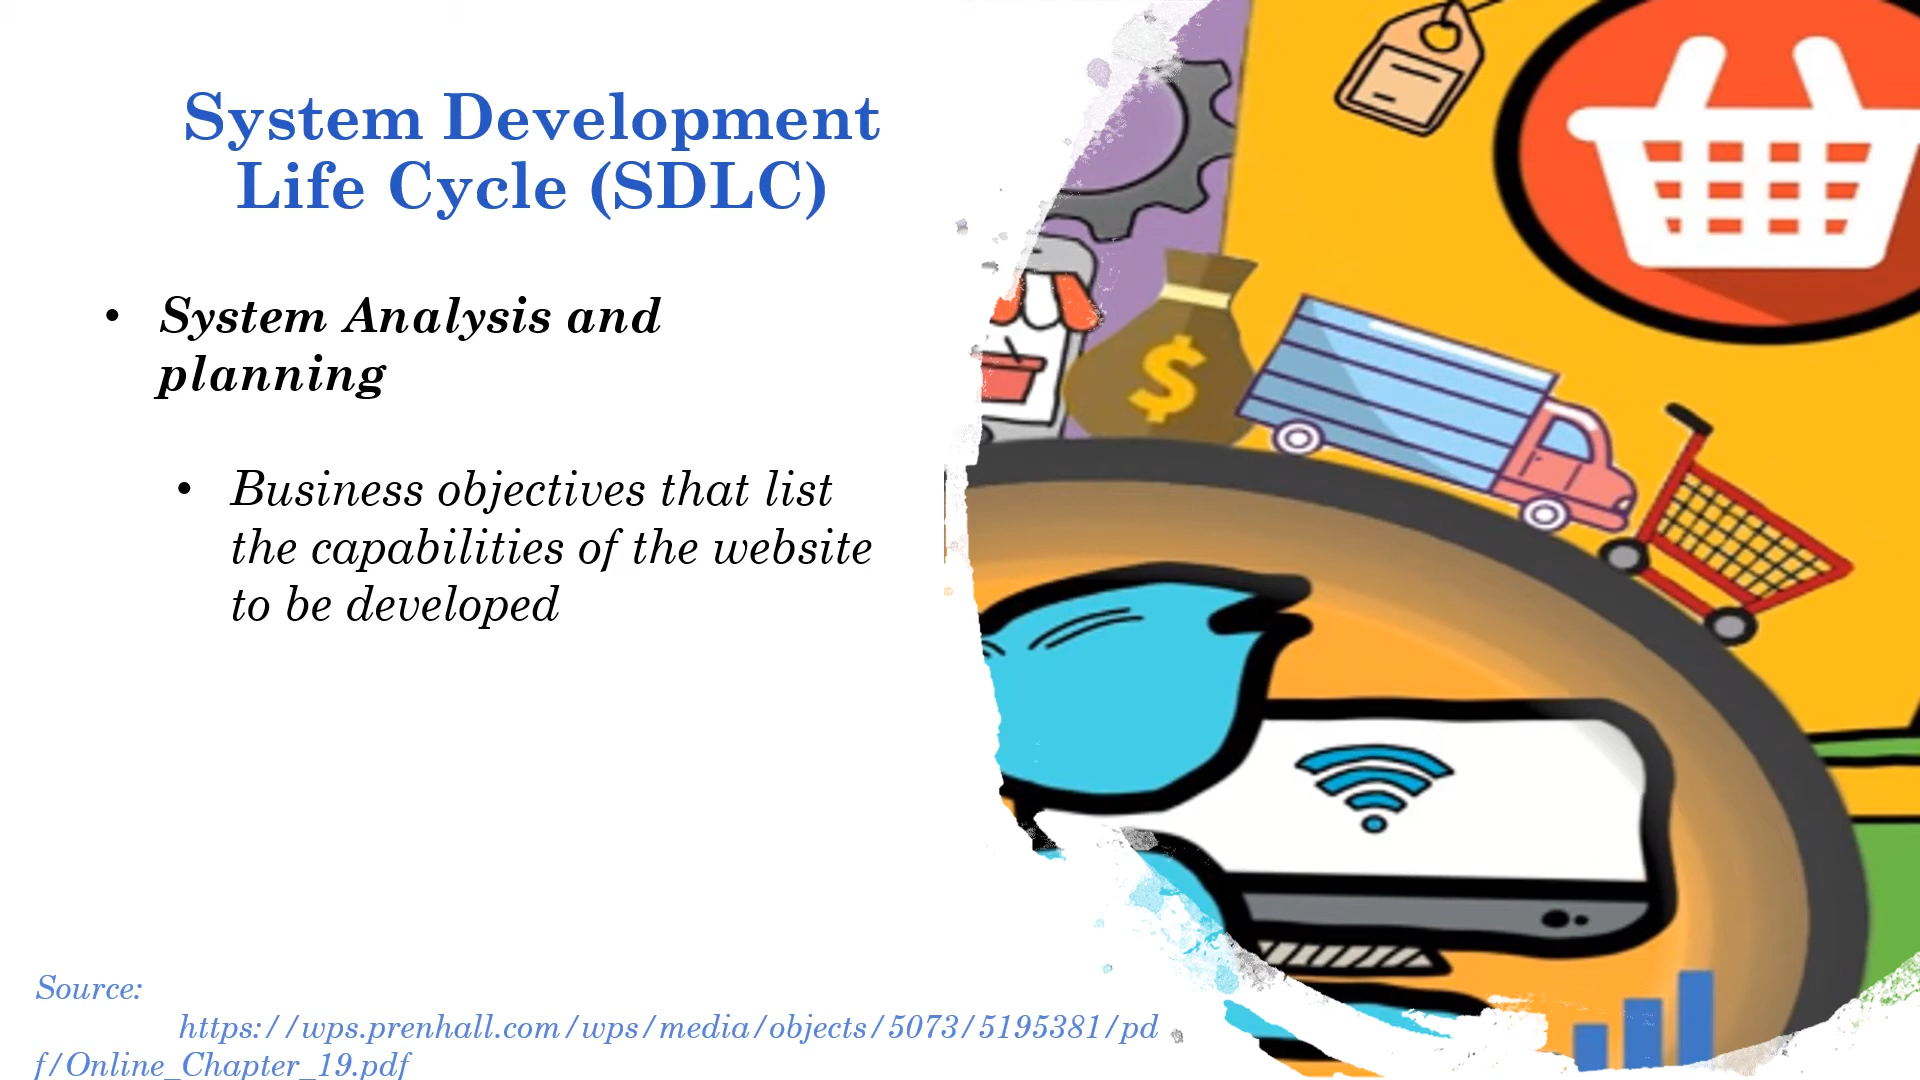 System Development
Life Cycle (SDLC)
• System Analysis and
planning
• Business objectives that list
the capabilities of the website
to be developed
$
Source:
https://wps.prenhall.com/wps/media/objects/5073/5195381/pd
f/Online_Chapter_19.pdf